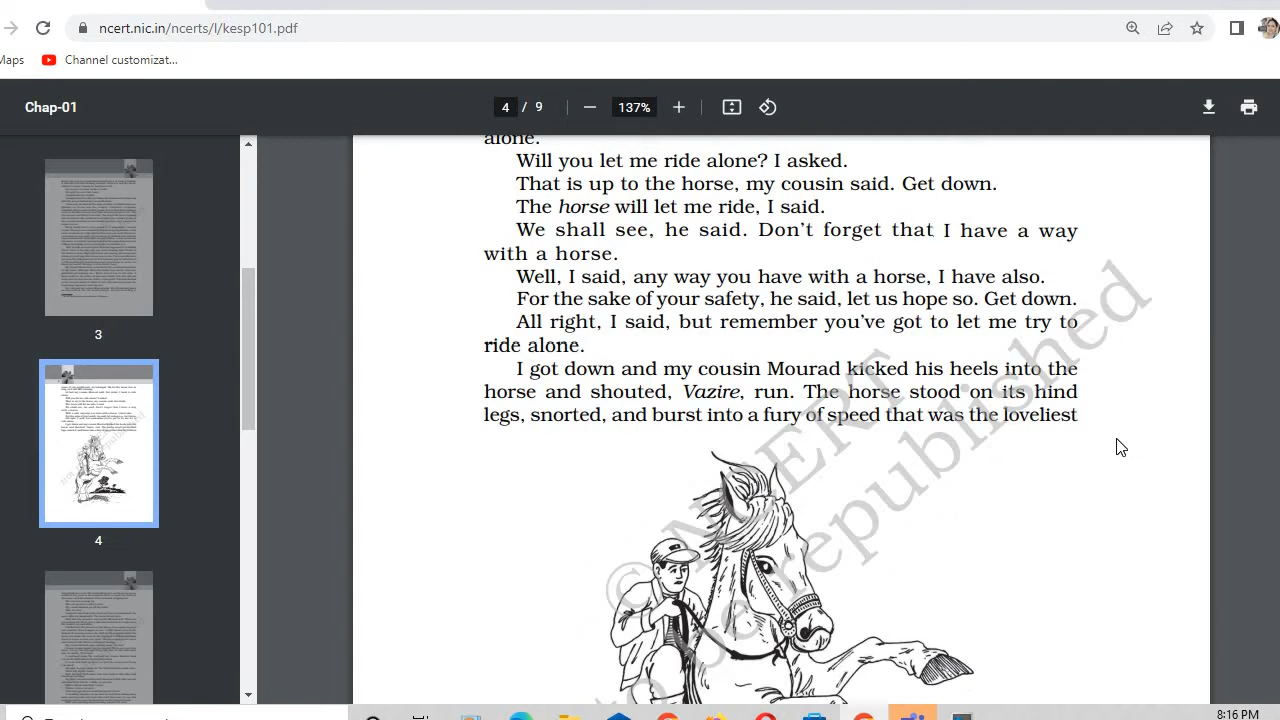 ncert.nic.in/ncerts/l/kesp101.pdf
Maps Channel customizat...
Chap-01
4 / 9
137%
3
4
alone.
Will you let me ride alone? I asked.
That is up to the horse, my cousin said. Get down.
The horse will let me ride, I said.
We shall see, he said. Don't forget that I have a way
with a horse.
Well, I said, any way you have with a horse, I have also.
For the sake of your safety, he said, let us hope so. Get down.
All right, I said, but remember you've got to let me try to
ride alone.
I got down and my cousin Mourad kicked his heels into the
horse and shouted, Vazire, run. The horse stood on its hind
legs, snorted, and burst into a fury of speed that was the loveliest
© NCERT
republished
8:16 PM